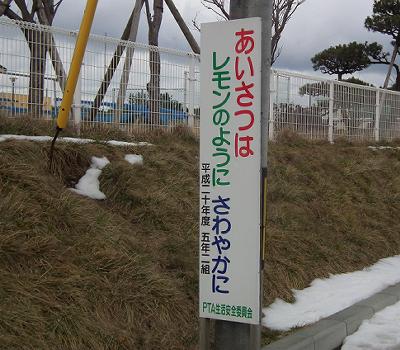 あいさつは
レモンのように
さわやかに
平成二十年度 五年二組
PTA生活安全委員会